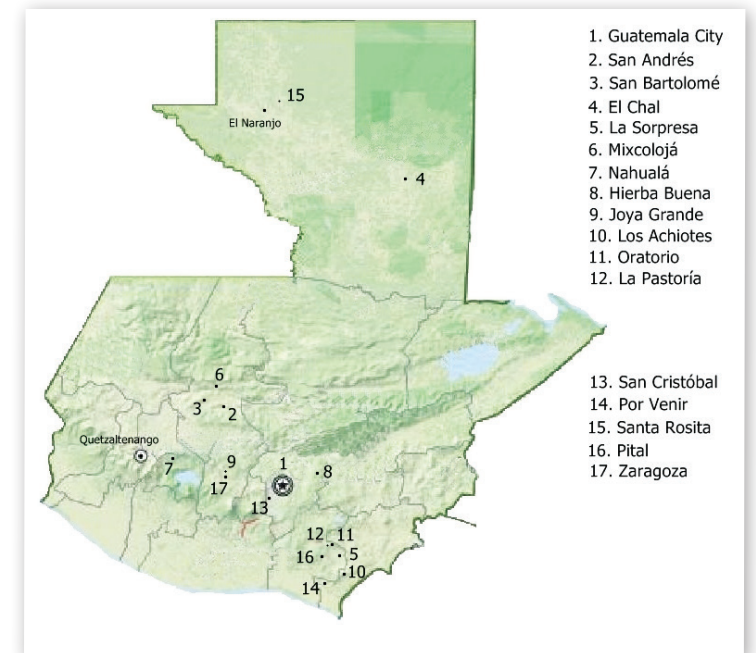 1. Guatemala City
2. San Andrés
3. San Bartolomé
4. El Chal
5. La Sorpresa
6. Mixcolojá
7. Nahualá
8. Hierba Buena
9. Joya Grande
10. Los Achiotes
11. Oratorio
12. La Pastoría
13. San Cristóbal
14. Por Venir
15. Santa Rosita
16. Pital
17. Zaragoza
15
El Naranjo
4
6
3
2
Quetzaltenango
7
9
17
1
8
13
12
11
16
5
10
14